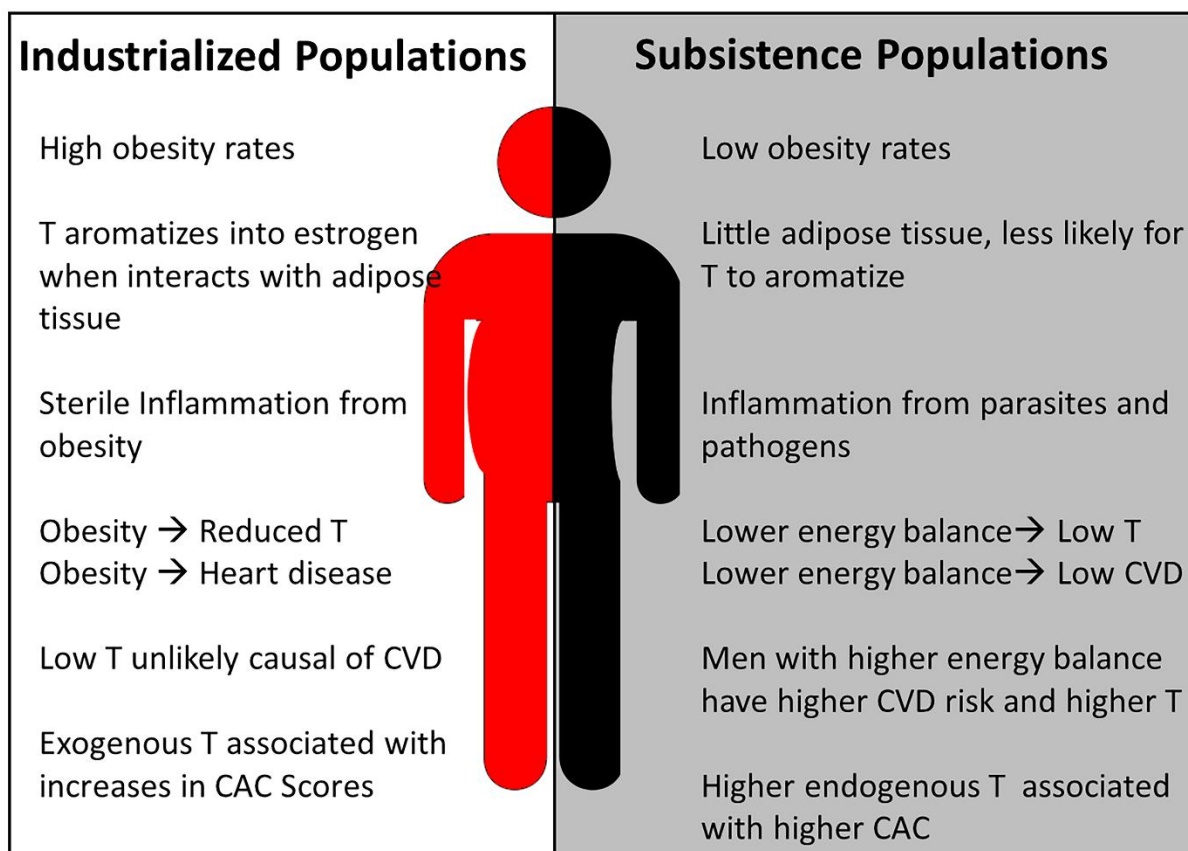 Industrialized Populations
High obesity rates
T aromatizes into estrogen
when interacts with adipose
tissue
Sterile Inflammation from
obesity
Obesity → Reduced T
Obesity → Heart disease
Low T unlikely causal of CVD
Exogenous T associated with
increases in CAC Scores
Subsistence Populations
Low obesity rates
Little adipose tissue, less likely for
T to aromatize
Inflammation from parasites and
pathogens
Lower energy balance→ Low T
Lower energy balance→ Low CVD
Men with higher energy balance
have higher CVD risk and higher T
Higher endogenous T  associated
with higher CAC